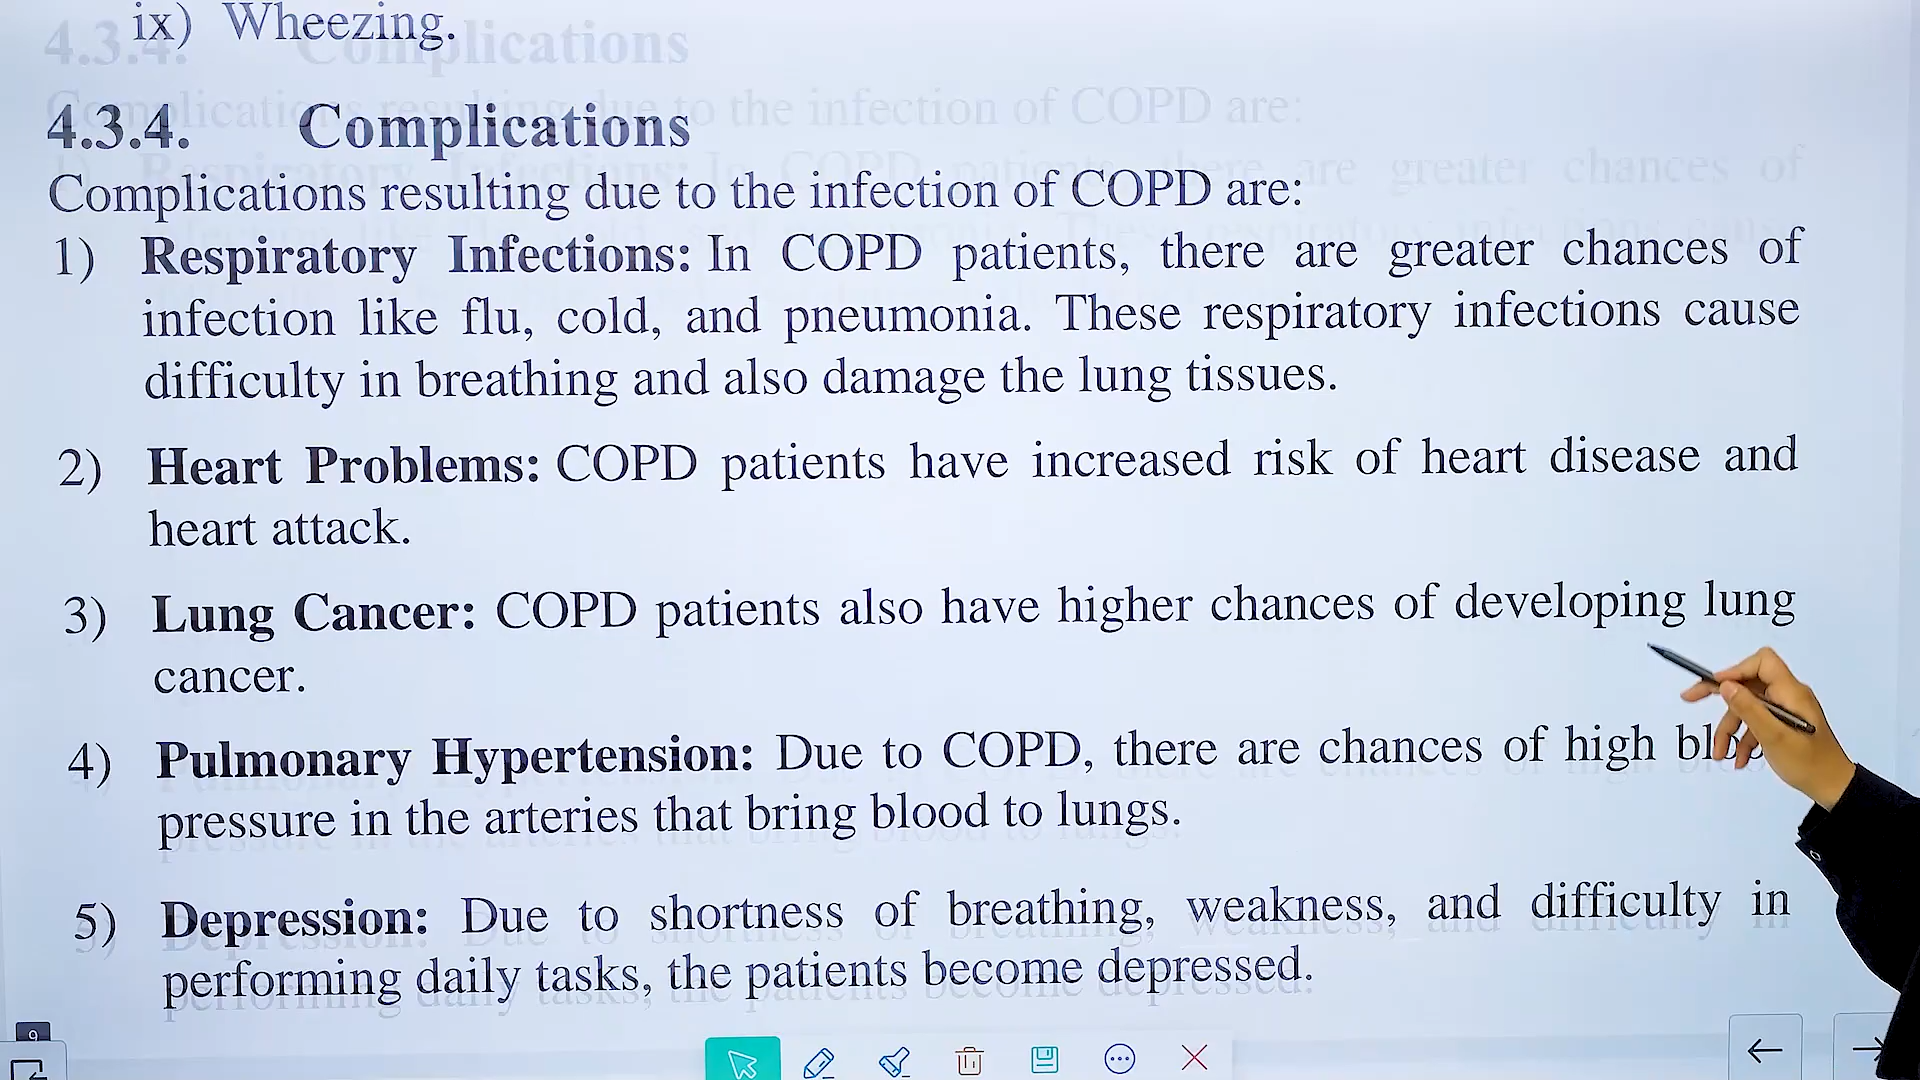 ix) Wheezing.
4.3.4. Complications
Complications resulting due to the infection of COPD are:
1) Respiratory Infections: In COPD patients, there are greater chances of
infection like flu, cold, and pneumonia. These respiratory infections cause
difficulty in breathing and also damage the lung tissues.
2) Heart Problems: COPD patients have increased risk of heart disease and
heart attack.
3) Lung Cancer: COPD patients also have higher chances of developing lung
cancer.
4) Pulmonary Hypertension: Due to COPD, there are chances of high
pressure in the arteries that bring blood to lungs.
5) Depression: Due to shortness of breathing, weakness, and difficulty in
performing daily tasks, the patients become depressed.
9